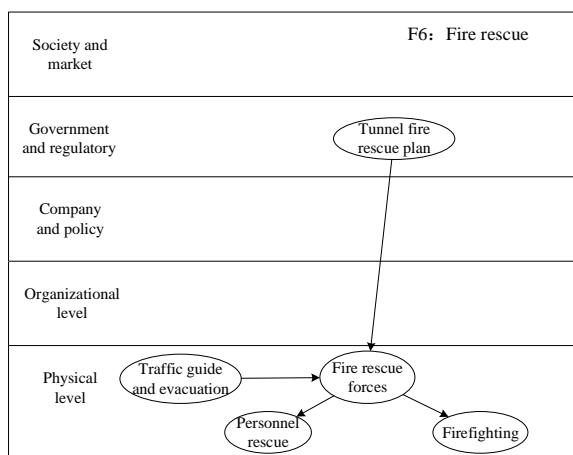 F6: Fire rescue
Society and
market
Government
and regulatory
Tunnel fire
rescue plan
Company
and policy
Organizational
level
Physical
level
Traffic guide
and evacuation
Fire rescue
forces
Personnel
rescue
Firefighting